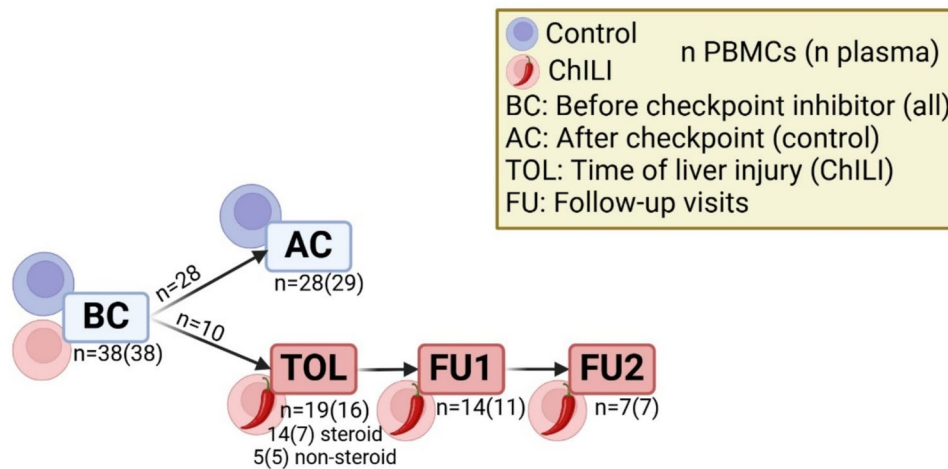 Control
ChILI
n PBMCs (n plasma)
BC: Before checkpoint inhibitor (all)
AC: After checkpoint (control)
TOL: Time of liver injury (ChILI)
FU: Follow-up visits
AC
n=28(29)
n=28
BC
n=38(38)
n=10
TOL
n=19(16)
14(7) steroid
5(5) non-steroid
FU1
n=14(11)
FU2
n=7(7)